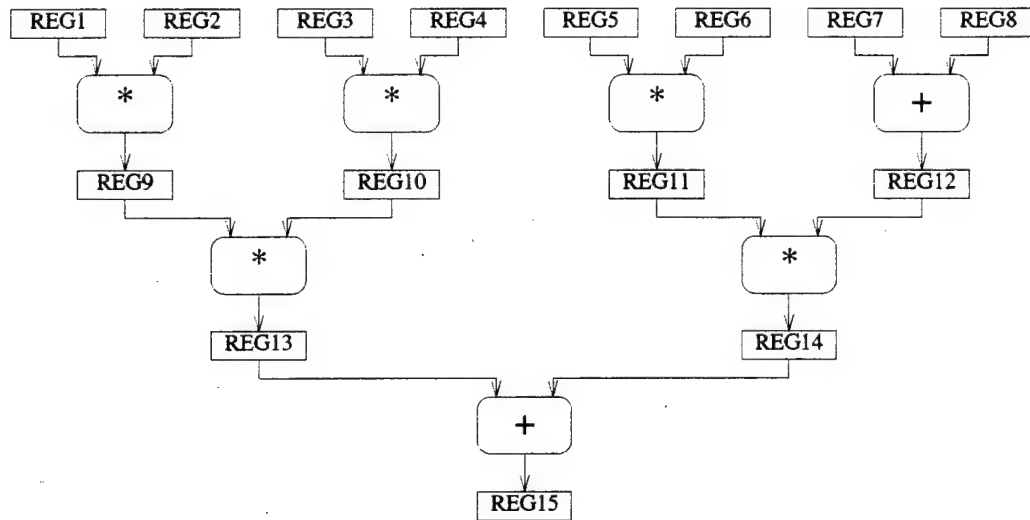 REG1 REG2 REG3 REG4 REG5 REG6 REG7 REG8
* * * +
REG9 REG10 REG11 REG12
* *
REG13 REG14
+
REG15